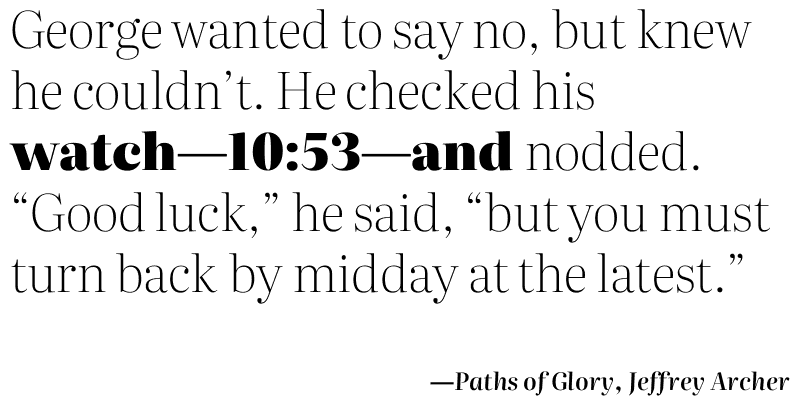 George wanted to say no, but knew
he couldn’t. He checked his
watch—10:53—and nodded.
“Good luck,” he said, “but you must
turn back by midday at the latest.”
—Paths of Glory, Jeffrey Archer